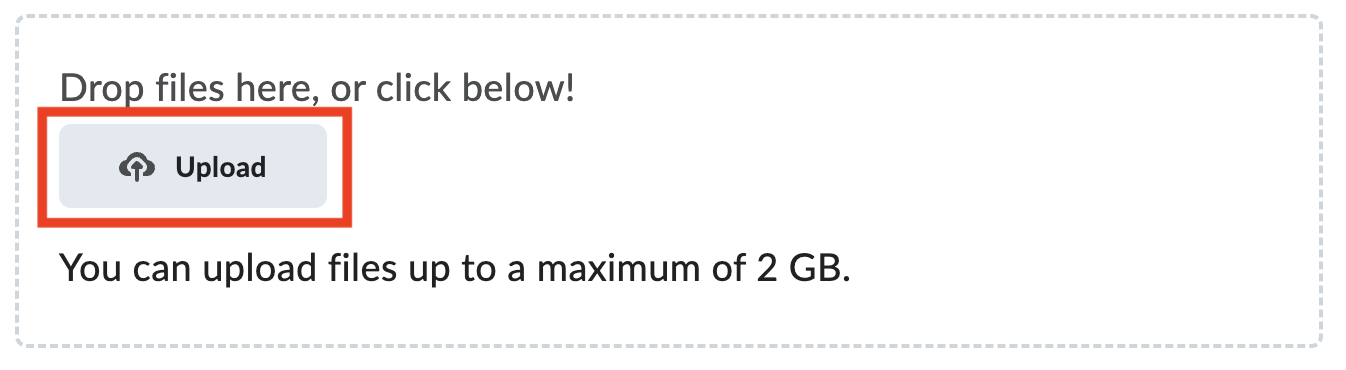 Drop files here, or click below!
Upload
You can upload files up to a maximum of 2 GB.